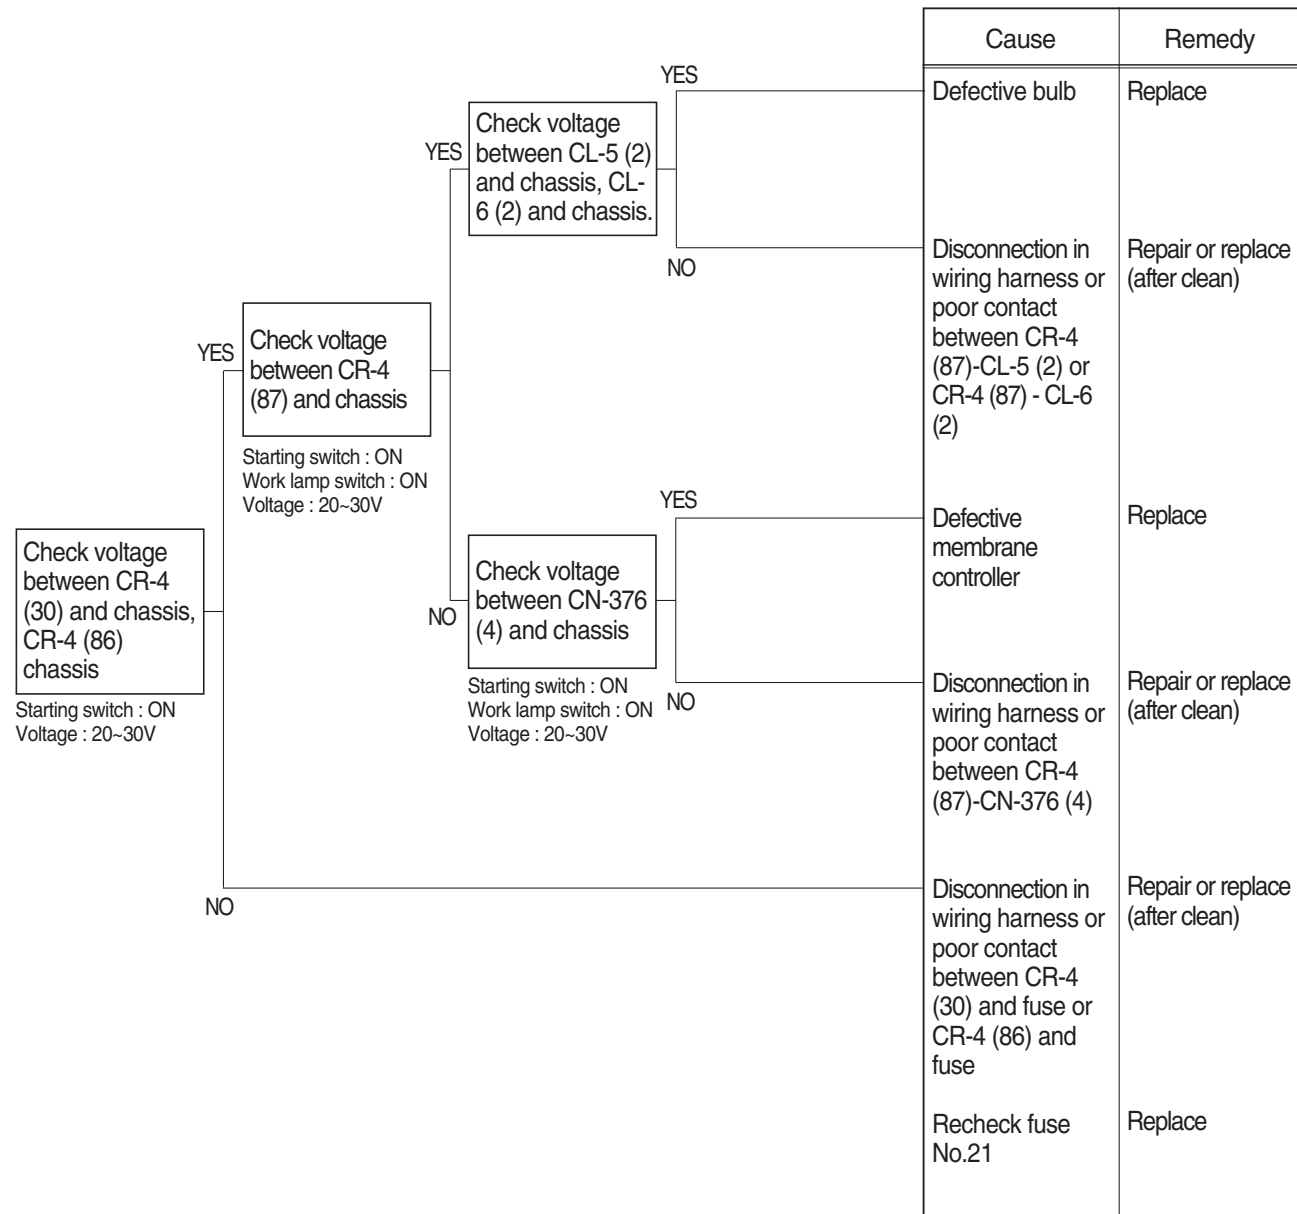 Cause
Remedy
YES
Defective bulb
Replace
Check voltage
between CL-5 (2)
and chassis, CL-
6 (2) and chassis.
YES
NO
Disconnection in
wiring harness or
poor contact
between CR-4
(87)-CL-5 (2) or
CR-4 (87) - CL-6
(2)
Repair or replace
(after clean)
YES
Check voltage
between CR-4
(87) and chassis
Starting switch : ON
Work lamp switch : ON
Voltage : 20~30V
YES
Defective
membrane
controller
Replace
Check voltage
between CR-4
(30) and chassis,
CR-4 (86)
chassis
Starting switch : ON
Voltage : 20~30V
NO
Check voltage
between CN-376
(4) and chassis
Starting switch : ON
Work lamp switch : ON
Voltage : 20~30V
NO
Disconnection in
wiring harness or
poor contact
between CR-4
(87)-CN-376 (4)
Repair or replace
(after clean)
NO
Disconnection in
wiring harness or
poor contact
between CR-4
(30) and fuse or
CR-4 (86) and
fuse
Repair or replace
(after clean)
Recheck fuse
No.21
Replace